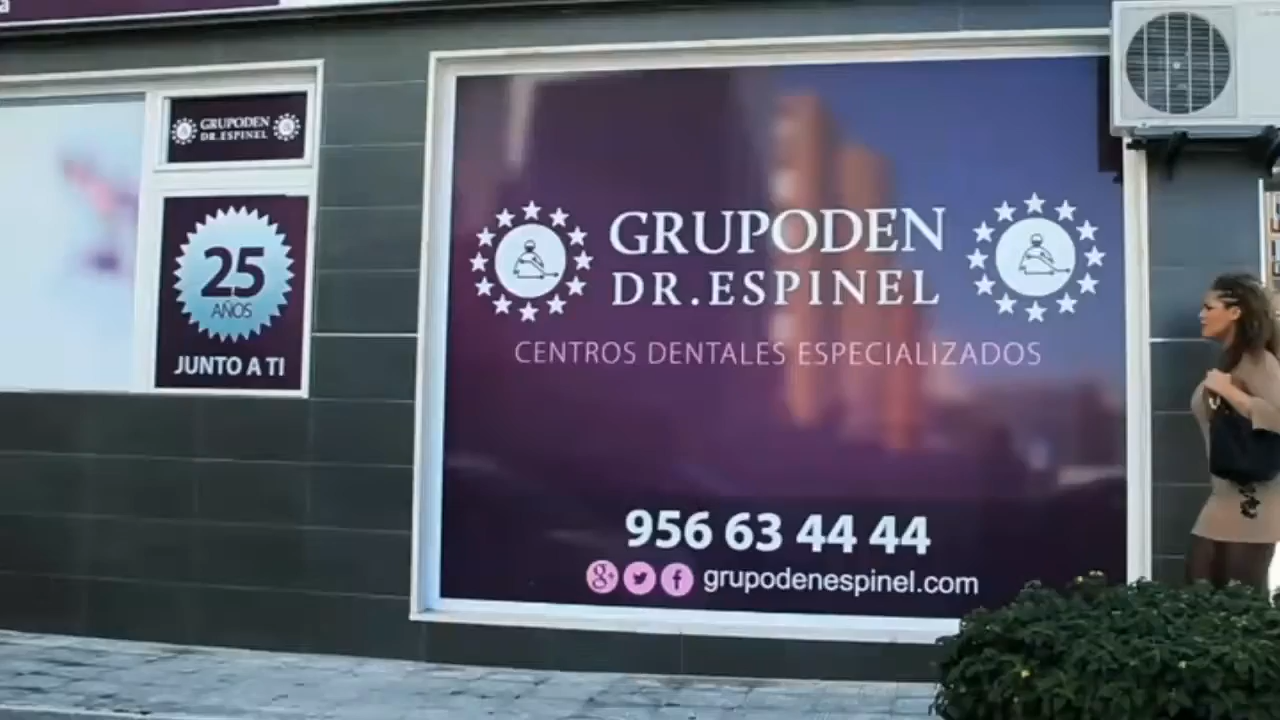 GRUPODEN
DR. ESPINEL
25
AÑOS
JUNTO A TI
GRUPODEN
DR. ESPINEL
CENTROS DENTALES ESPECIALIZADOS
956 63 44 44
g+ f grupodenespinel.com